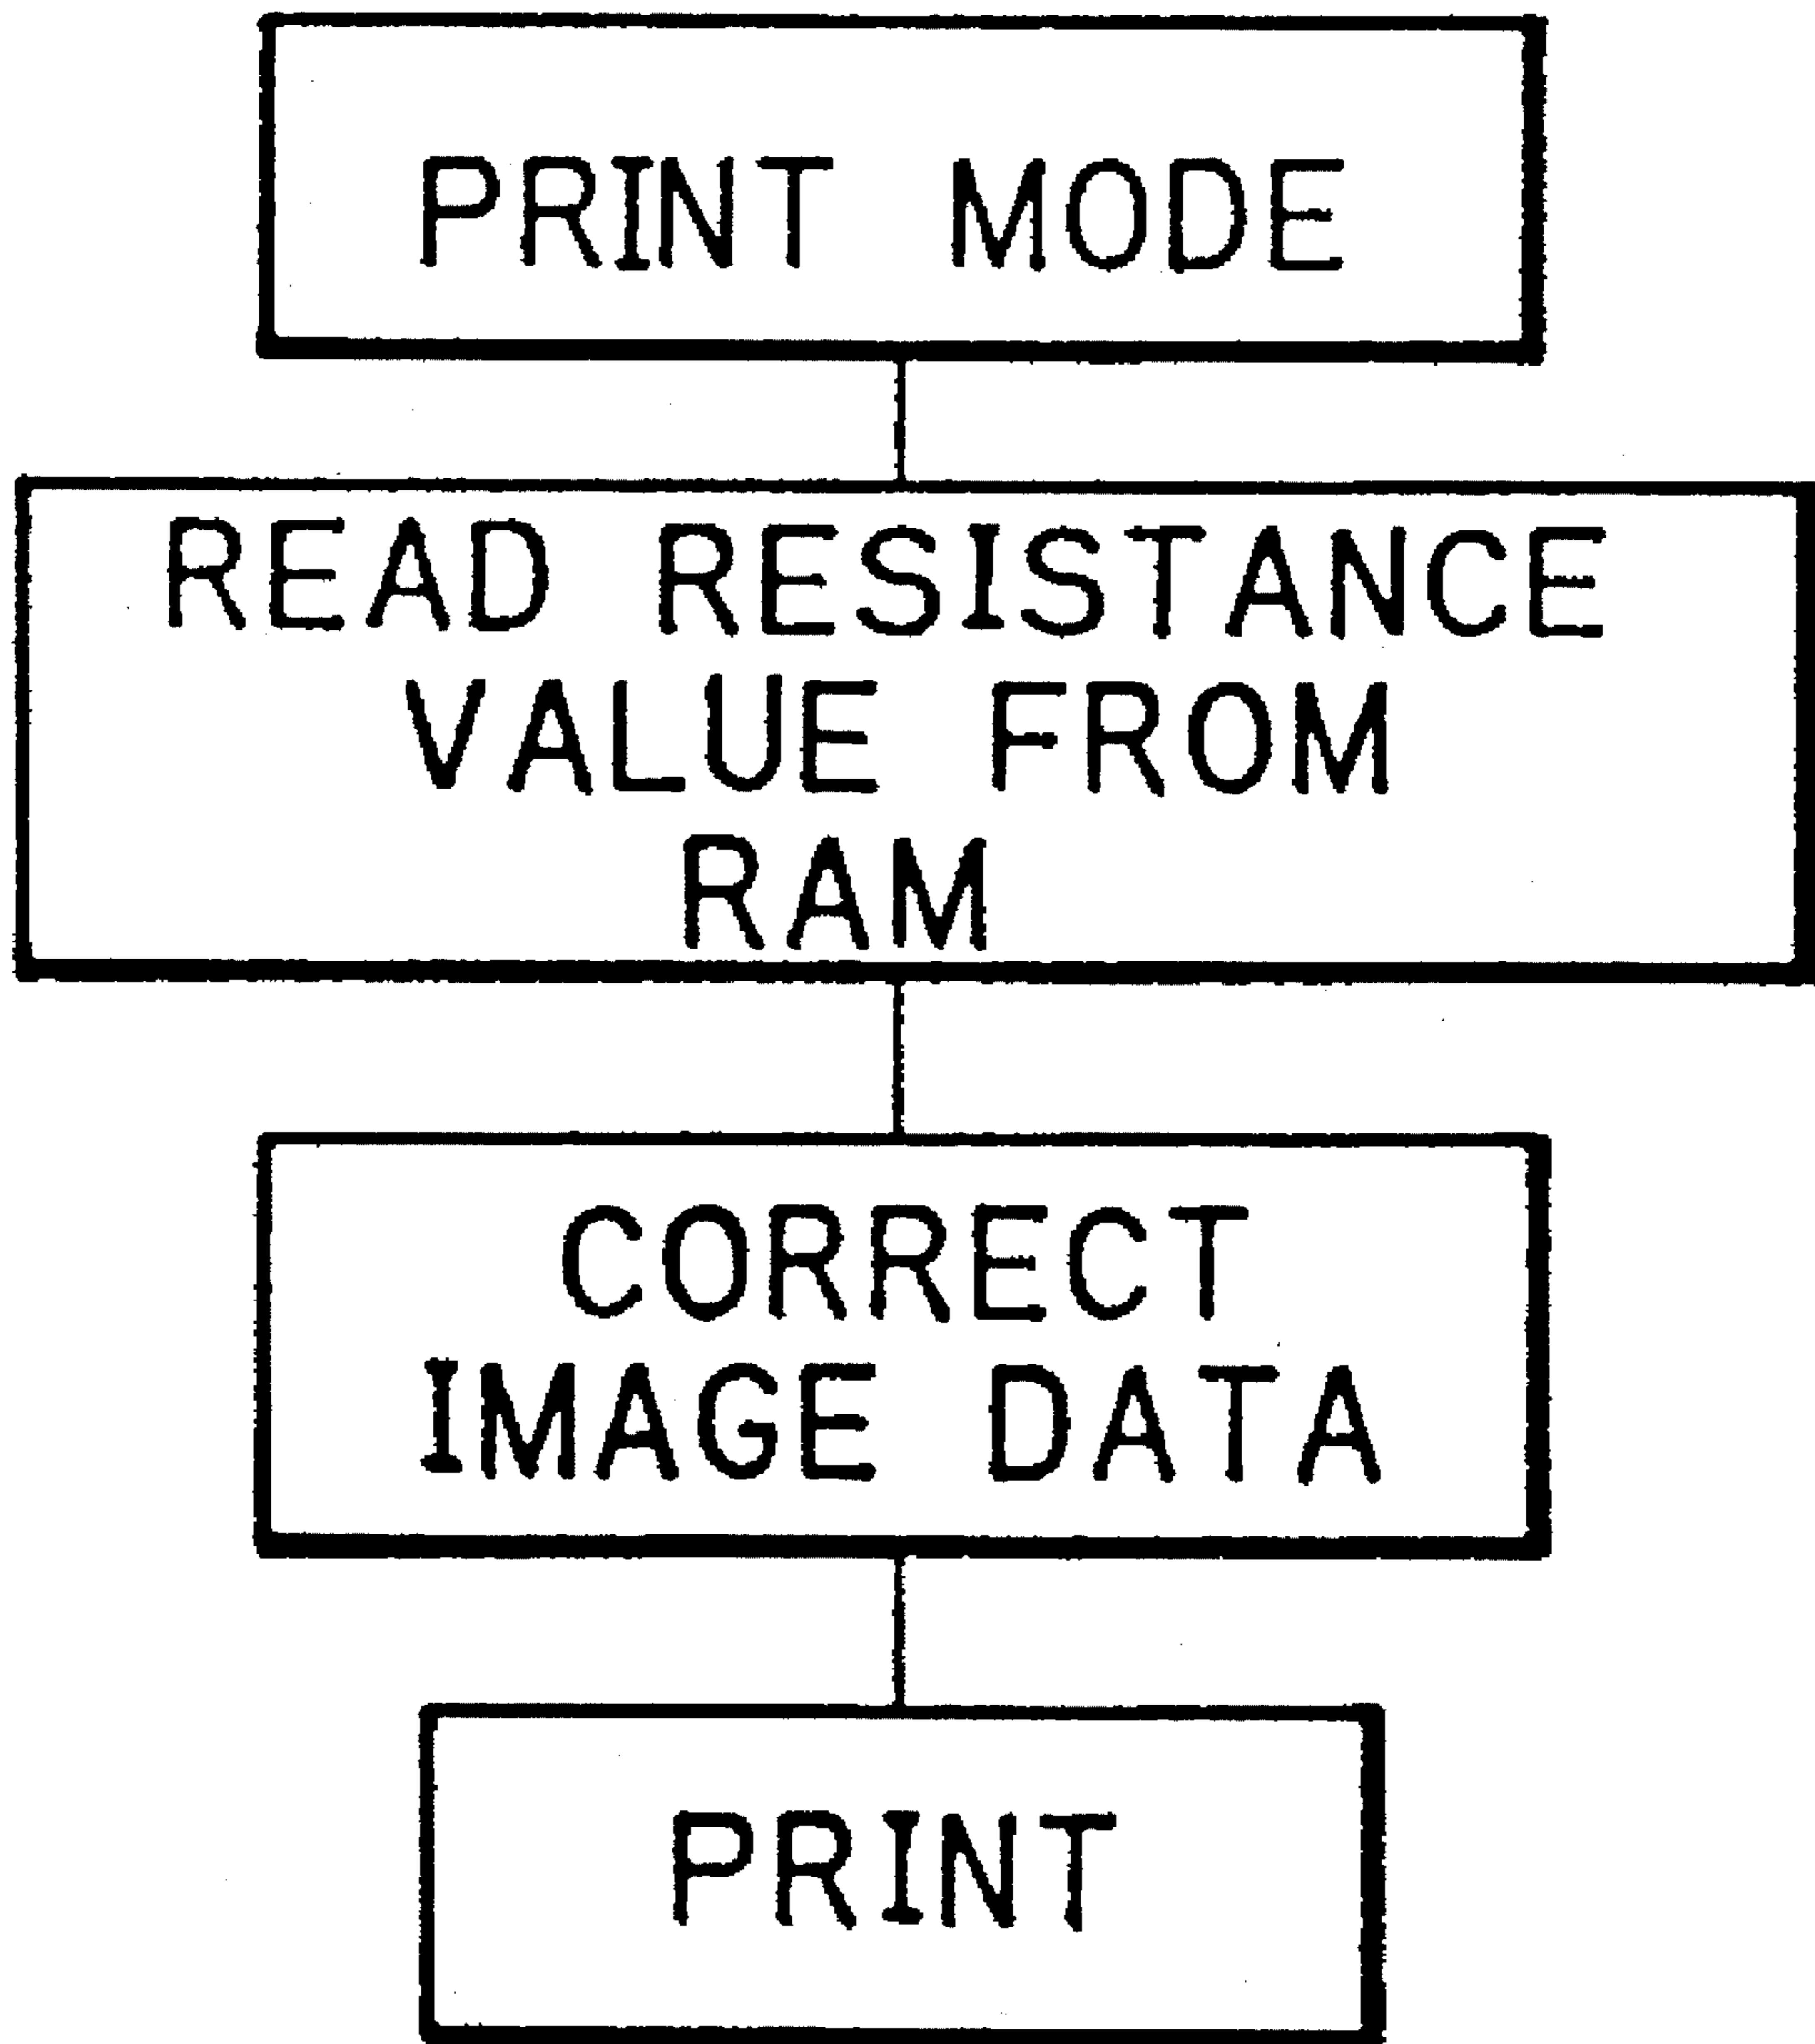 PRINT MODE
READ RESISTANCE
VALUE FROM
RAM
CORRECT
IMAGE DATA
PRINT